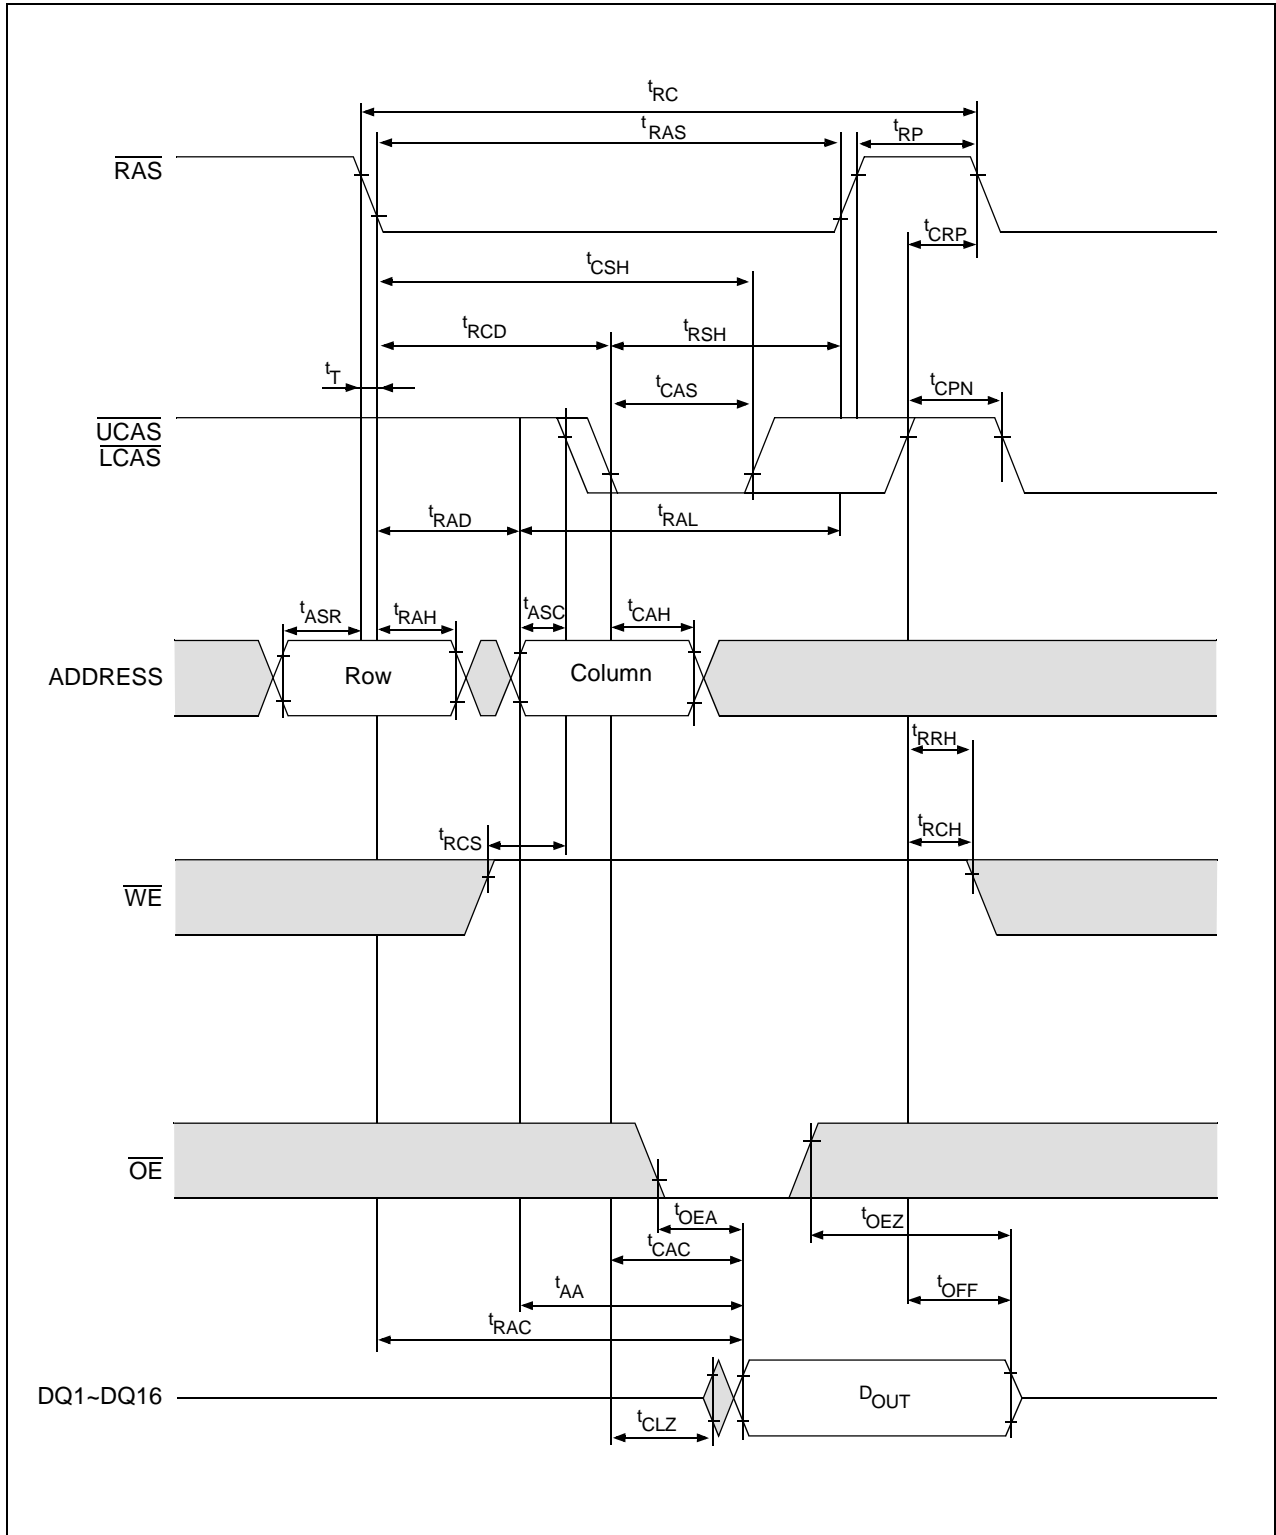 tRC
tRAS
tRP
RAS
tCRP
tCSH
tRCD
tRSH
tT
tCAS
tCPN
UCAS
LCAS
tRAD
tRAL
tASR
tRAH
tASC
tCAH
ADDRESS
Row
Column
tRRH
tRCS
tRCH
WE
OE
tOEA
tOEZ
tCAC
tAA
tOFF
tRAC
DQ1~DQ16
DOUT
tCLZ